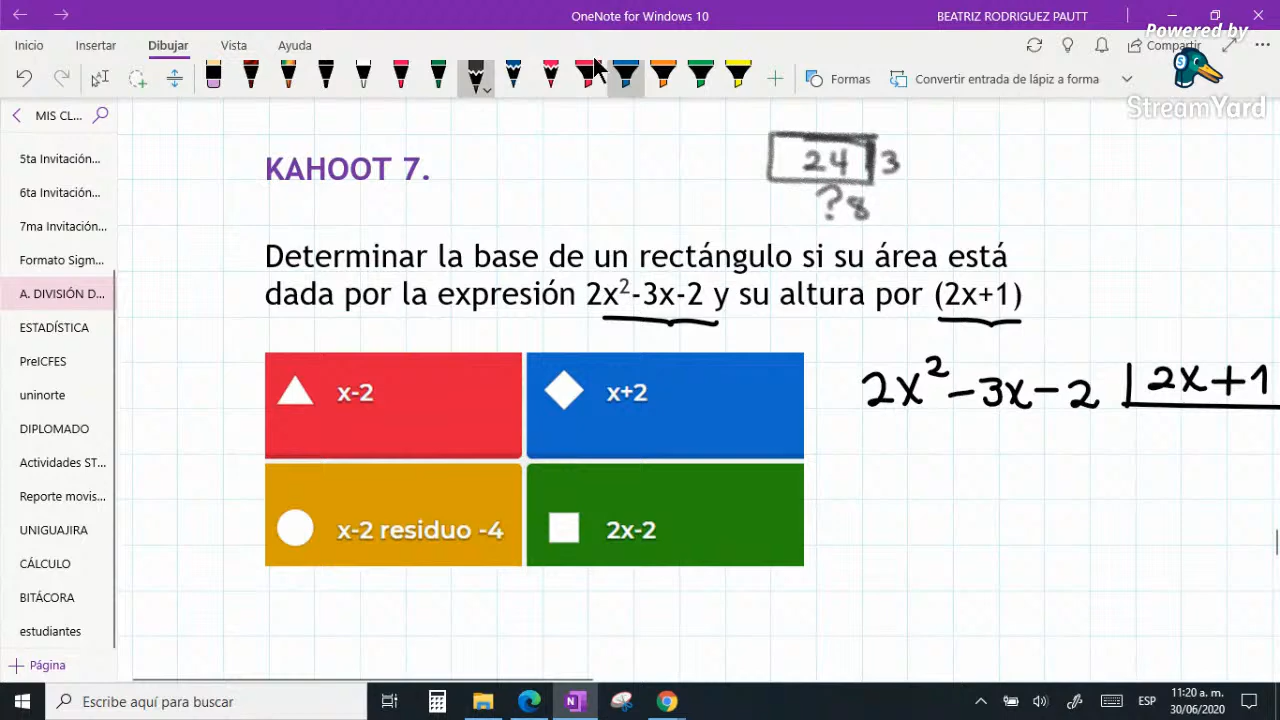 OneNote for Windows 10
BEATRIZ RODRIGUEZ PAUTT
Powered by
StreamYard
Inicio Insertar Dibujar Vista Ayuda
Compartir
Formas
Convertir entrada de lápiz a forma
MIS CL...
5ta Invitación...
6ta Invitación...
7ma Invitación...
Formato Sigm...
A. DIVISIÓN D...
ESTADÍSTICA
PreICFES
uninorte
DIPLOMADO
Actividades ST...
Reporte movis...
UNIGUAJIRA
CÁLCULO
BITÁCORA
estudiantes
Página
KAHOOT 7.
24 3
?8
Determinar la base de un rectángulo si su área está
dada por la expresión 2x²-3x-2 y su altura por (2x+1)
x-2
x+2
x-2 residuo -4
2x-2
2x²-3x-2 |2x+1
Escribe aquí para buscar
ESP
11:20 a. m.
30/06/2020